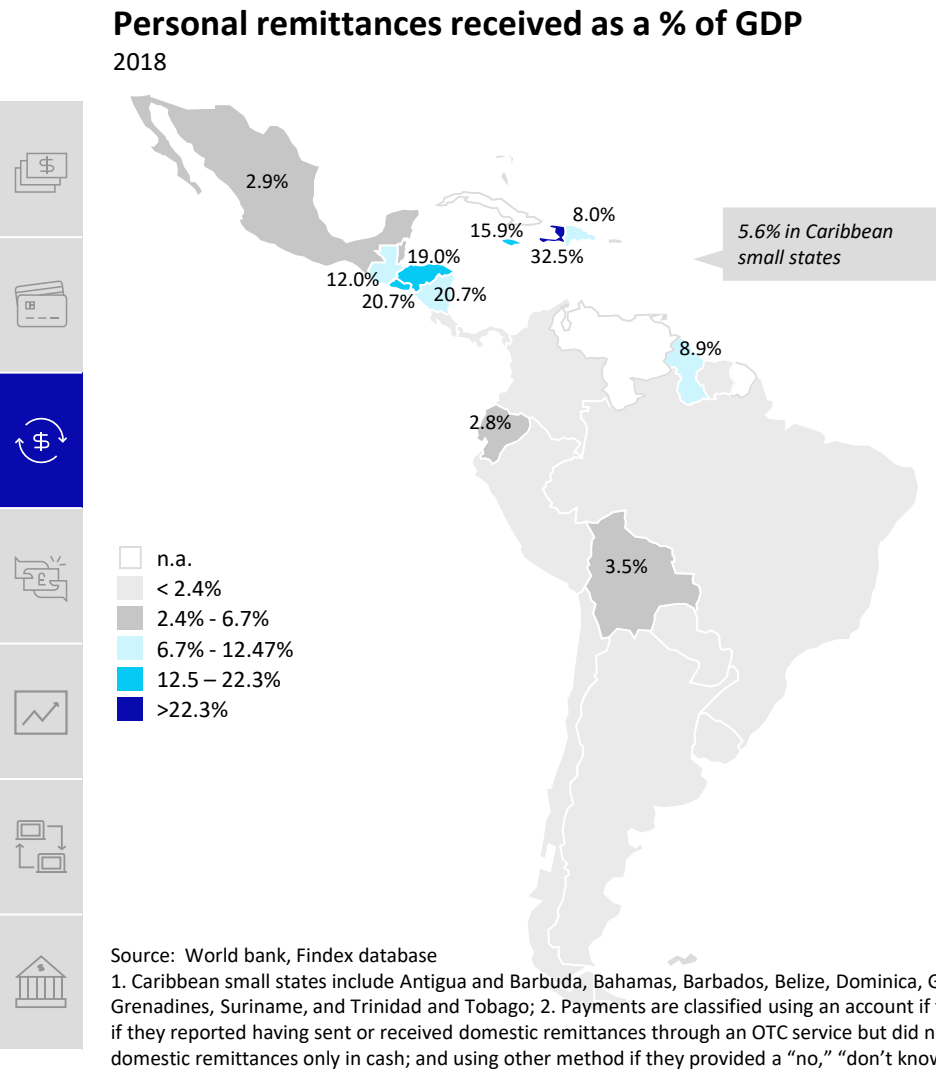 Personal remittances received as a % of GDP
2018
2.9%
8.0%
15.9%
5.6% in Caribbean
small states
32.5%
19.0%
12.0%
20.7%
20.7%
8.9%
2.8%
3.5%
n.a.
< 2.4%
2.4% - 6.7%
6.7% - 12.47%
12.5 – 22.3%
>22.3%
Source: World bank, Findex database
1. Caribbean small states include Antigua and Barbuda, Bahamas, Barbados, Belize, Dominica, G
Grenadines, Suriname, and Trinidad and Tobago; 2. Payments are classified using an account if
if they reported having sent or received domestic remittances through an OTC service but did n
domestic remittances only in cash; and using other method if they provided a “no,” “don’t know